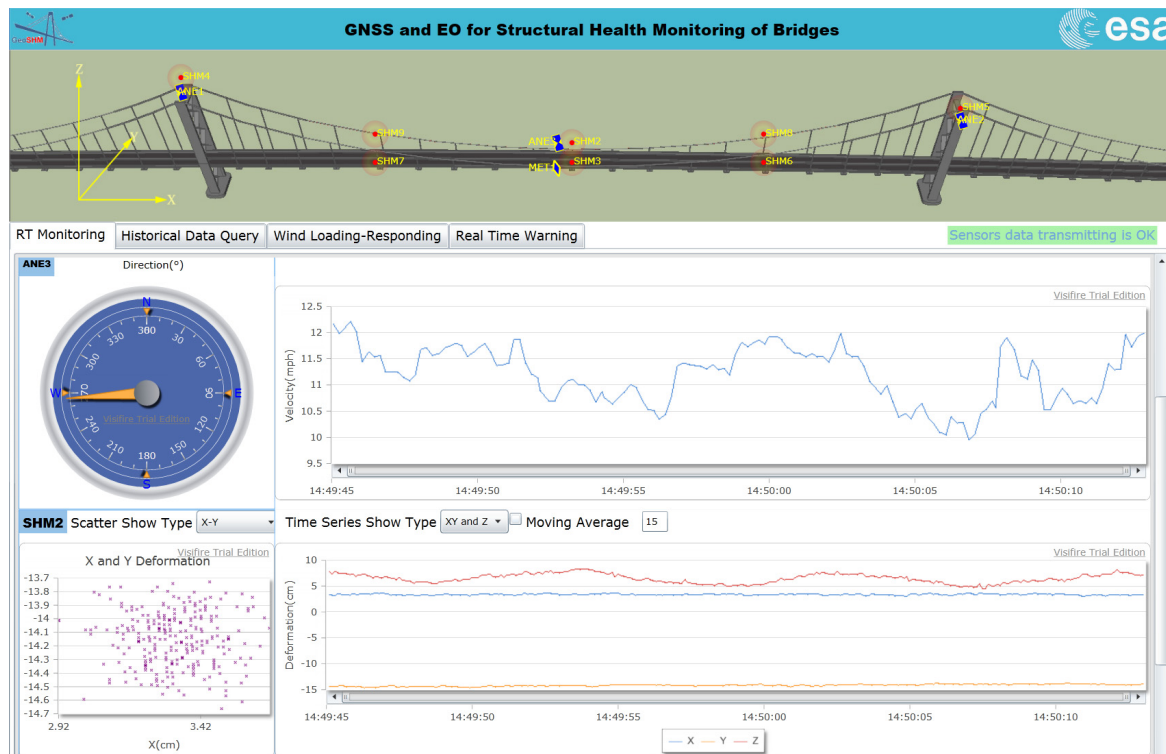 GeoSHM
GNSS and EO for Structural Health Monitoring of Bridges
esa
Z
SHM4
ANE1
Y
X
SHM9
SHM7
ANE3
SHM2
SHM3
MET1
SHM8
SHM6
SHM5
ANE2
RT Monitoring
Historical Data Query
Wind Loading-Responding
Real Time Warning
Sensors data transmitting is OK
ANE3
Direction(°)
N
300
330
30
300
60
W
70
90
E
240
120
210
150
180
S
Visifire Trial Edition
Visifire Trial Edition
Velocity(mph)
12.5
12
11.5
11
10.5
10
9.5
14:49:45
14:49:50
14:49:55
14:50:00
14:50:05
14:50:10
SHM2
Scatter Show Type
X-Y
Time Series Show Type
XY and Z
Moving Average
15
Visifire Trial Edition
X and Y Deformation
-13.7
-13.8
-13.9
-14
-14.1
-14.2
-14.3
-14.4
-14.5
-14.6
-14.7
2.92
3.42
X(cm)
Visifire Trial Edition
Deformation(cm)
10
5
0
-5
-10
-15
14:49:45
14:49:50
14:49:55
14:50:00
14:50:05
14:50:10
X
Y
Z